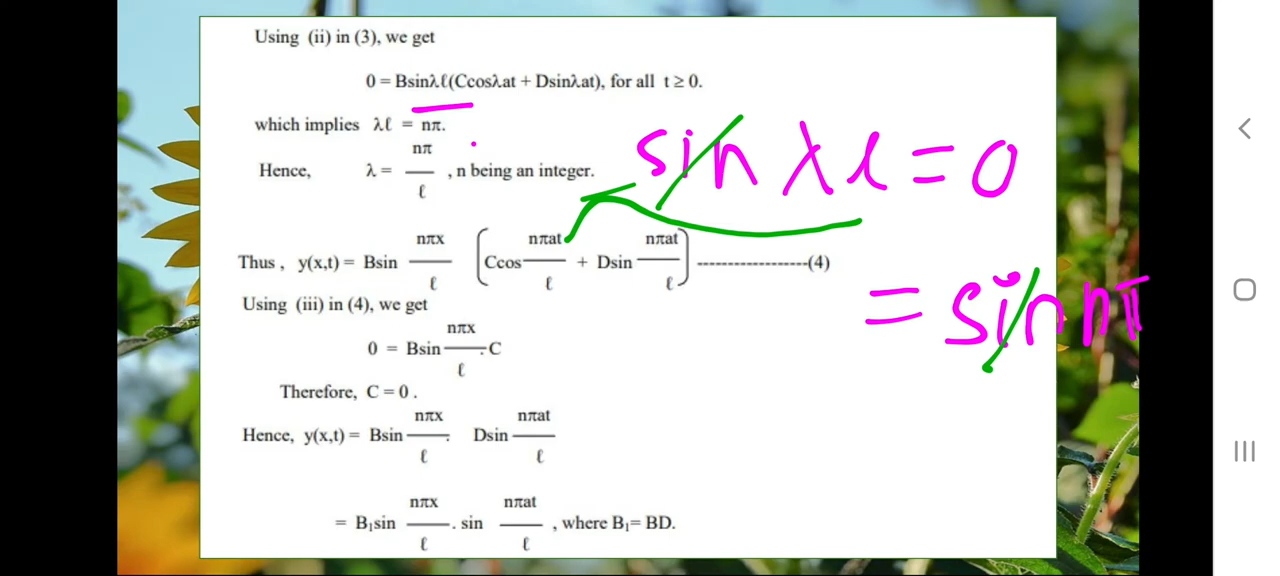 Using (ii) in (3), we get
0 = Bsinλℓ(Ccosλat + Dsinλat), for all t ≥ 0.
which implies λℓ = nπ.
sin λl = 0
Hence, λ = nπ/ℓ , n being an integer.
Thus , y(x,t) = Bsin nπx/ℓ (Ccos nπat/ℓ + Dsin nπat/ℓ) ----------------(4)
= sin nπ
Using (iii) in (4), we get
0 = Bsin nπx/ℓ . C
Therefore, C = 0 .
Hence, y(x,t) = Bsin nπx/ℓ . Dsin nπat/ℓ
= B₁sin nπx/ℓ . sin nπat/ℓ , where B₁= BD.